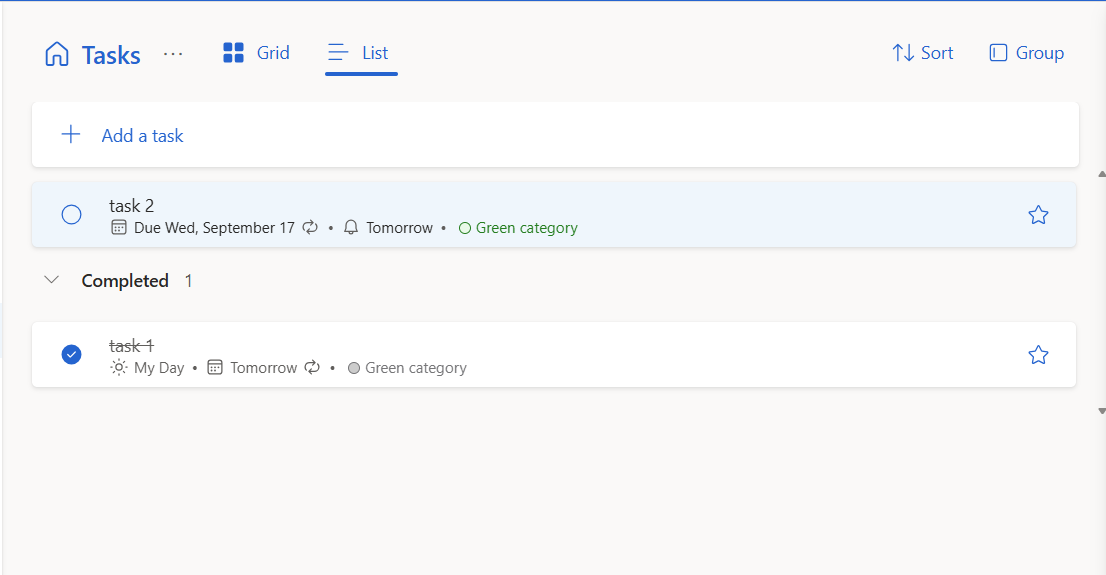 Tasks ··· Grid List Sort Group
Add a task
task 2
Due Wed, September 17 • Tomorrow • Green category
Completed 1
task 1
My Day • Tomorrow • Green category